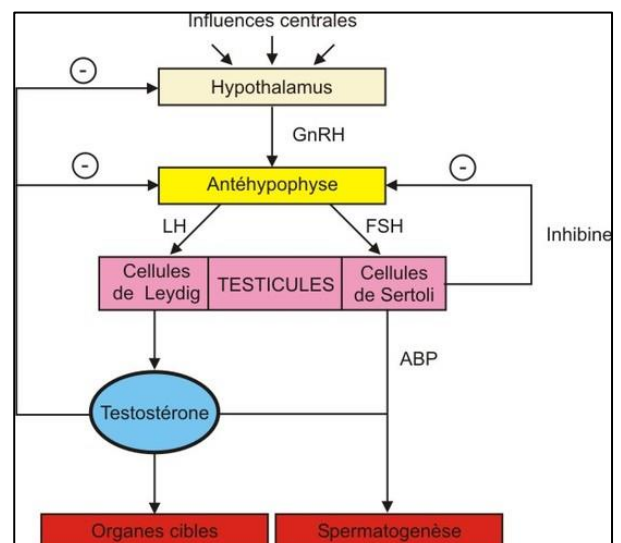 Influences centrales
-
Hypothalamus
GnRH
-
-
Antéhypophyse
LH
FSH
Inhibine
Cellules
de Leydig
TESTICULES
Cellules
de Sertoli
ABP
Testostérone
Organes cibles
Spermatogenèse